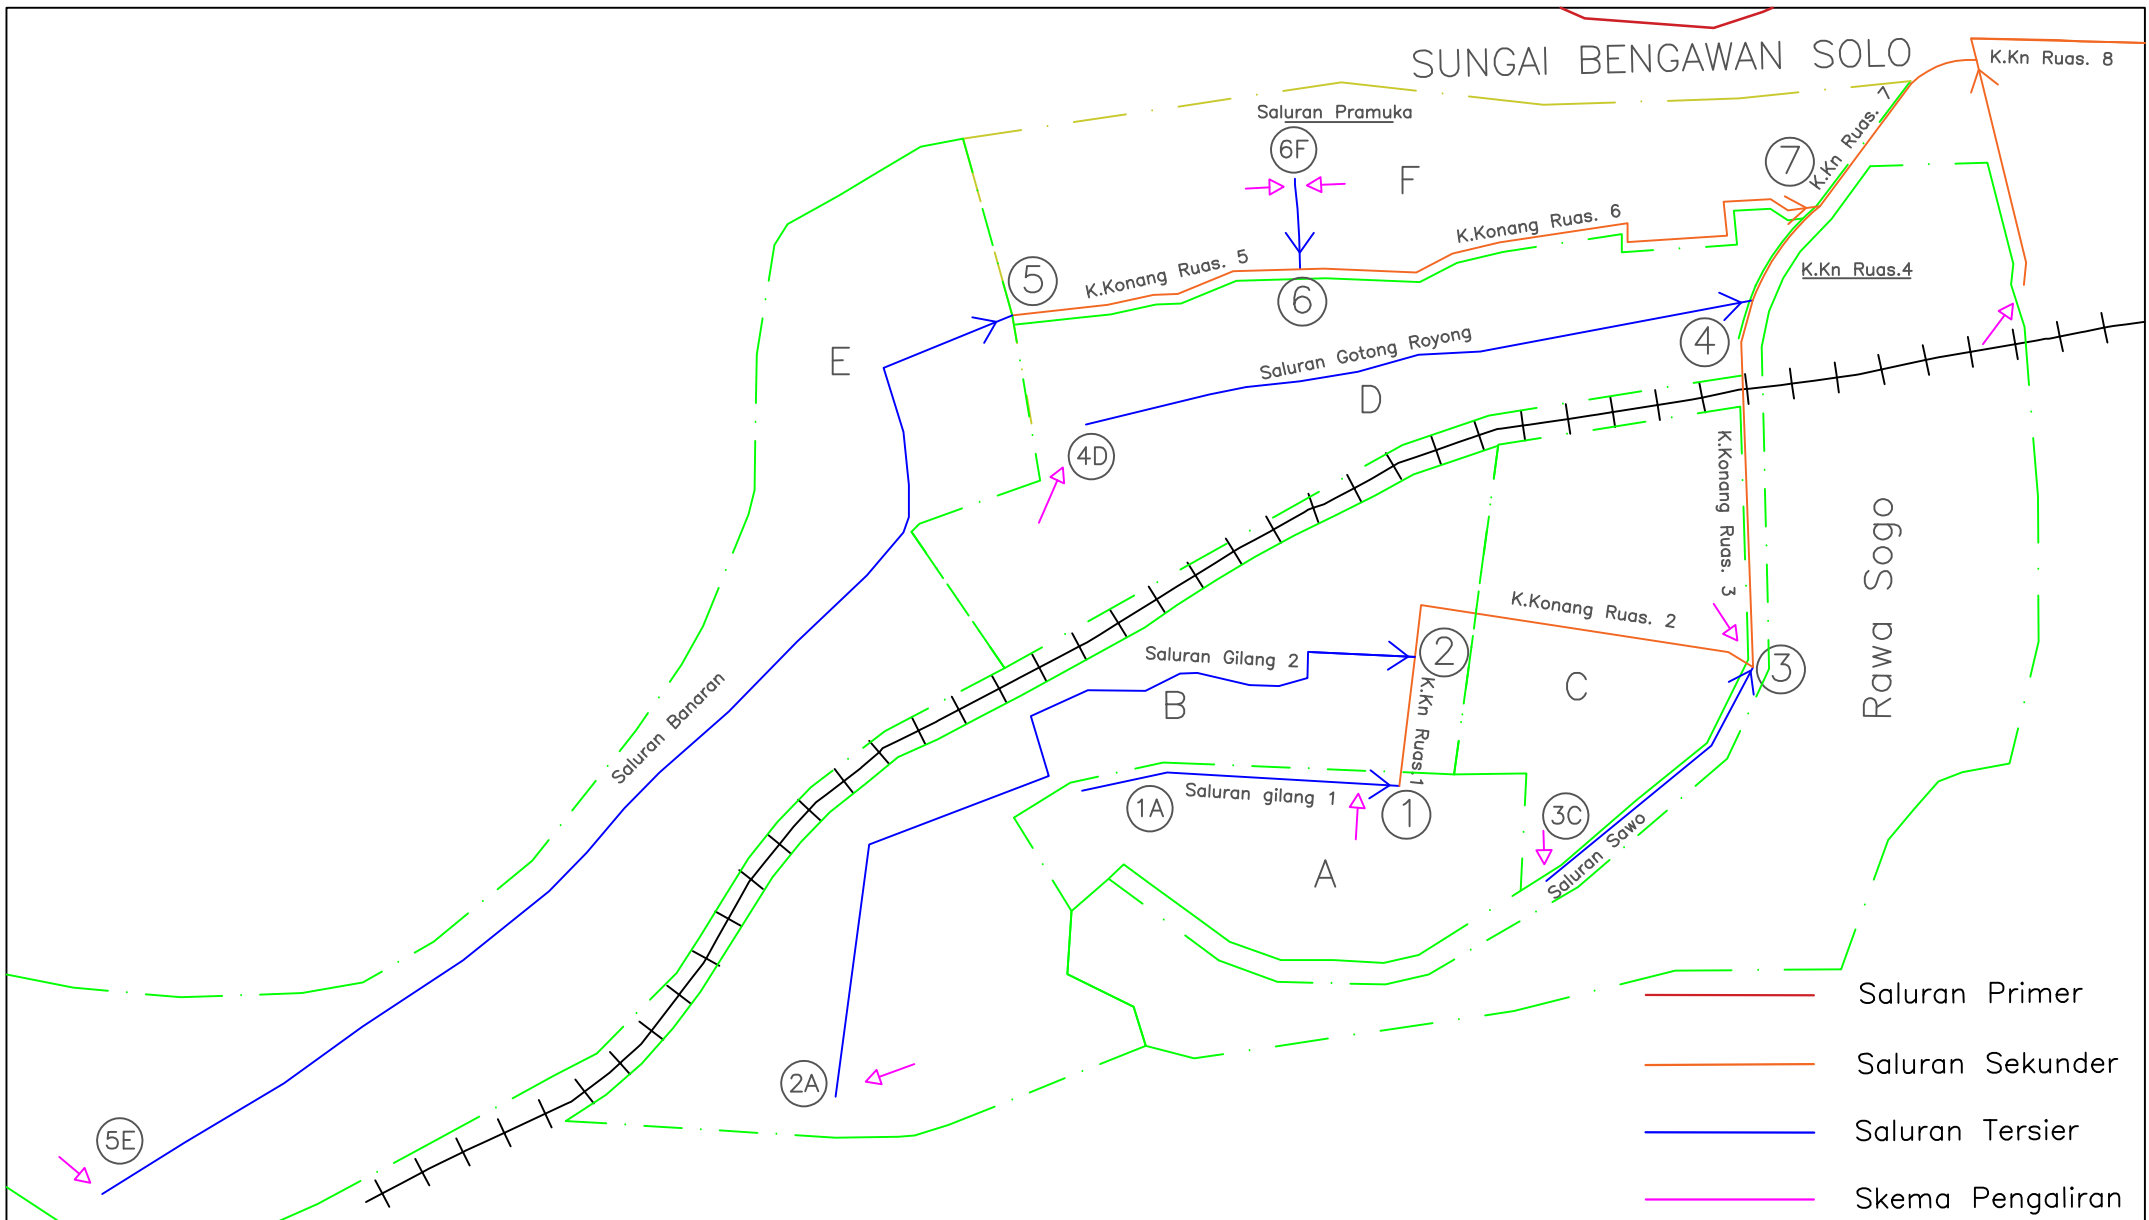 SUNGAI BENGAWAN SOLO
K.Kn Ruas. 8
Saluran Pramuka
6F
F
7
K.Kn Ruas. 7
K.Konang Ruas. 6
K.Konang Ruas. 5
5
6
K.Kn Ruas.4
4
Saluran Gotong Royong
E
D
4D
K.Konang Ruas. 3
Rawa Sogo
K.Konang Ruas. 2
Saluran Gilang 2
2
3
B
C
K.Kn Ruas.1
Saluran Banaran
Saluran gilang 1
1A
1
3C
Saluran Sawo
A
2A
5E
Saluran Primer
Saluran Sekunder
Saluran Tersier
Skema Pengaliran